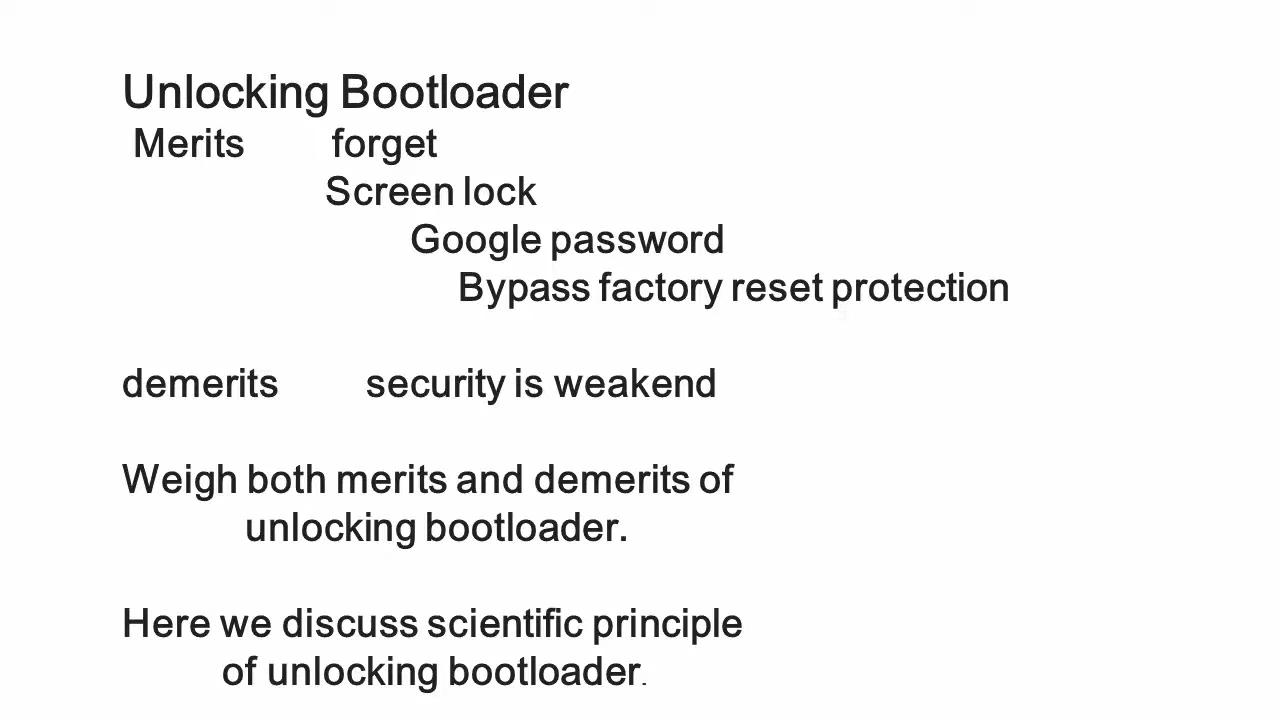 Unlocking Bootloader
Merits forget
Screen lock
Google password
Bypass factory reset protection
demerits security is weakend
Weigh both merits and demerits of
unlocking bootloader.
Here we discuss scientific principle
of unlocking bootloader.